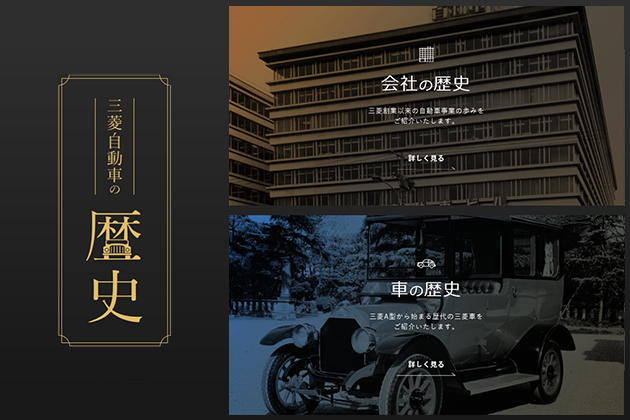 三菱自動車の
歴史
会社の歴史
三菱創業以来の自動車事業の歩みを
ご紹介いたします。
詳しく見る
車の歴史
三菱A型から始まる歴代の三菱車を
ご紹介いたします。
詳しく見る